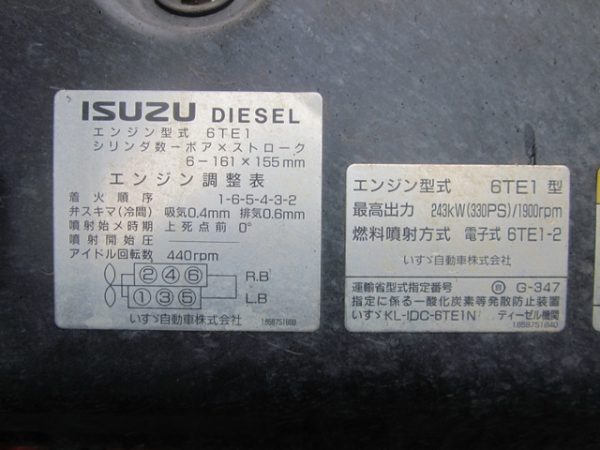 ISUZU DIESEL
エンジン型式 6TE1
シリンダ数－ボア×ストローク
6－161×155mm
エンジン調整表
着火順序 1-6-5-4-3-2
弁スキマ(冷間) 吸気0.4mm 排気0.6mm
噴射始メ時期 上死点前 0°
噴射開始圧
アイドル回転数 440rpm
②④⑥ R.B
①③⑤ L.B
いすゞ自動車株式会社
エンジン型式 6TE1 型
最高出力 243kW(330PS)/1900rpm
燃料噴射方式 電子式 6TE1-2
いすゞ自動車株式会社
運輸省型式指定番号 G-347
指定に係る一酸化炭素等発散防止装置
いすゞKL-IDC-6TE1N ディーゼル機関